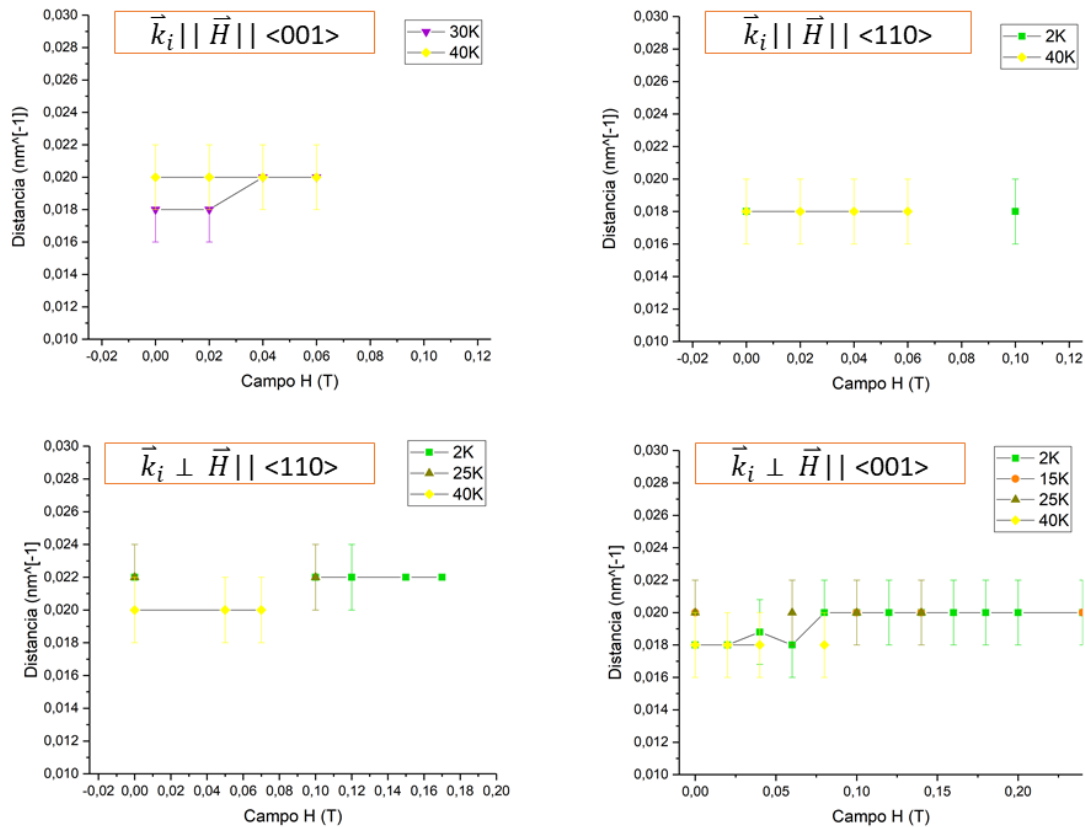 k⃗ᵢ || H⃗ || <001>
30K
40K
0,030
0,028
0,026
0,024
0,022
0,020
0,018
0,016
0,014
0,012
0,010
Distancia (nm^[-1])
-0,02 0,00 0,02 0,04 0,06 0,08 0,10 0,12
Campo H (T)
k⃗ᵢ || H⃗ || <110>
2K
40K
0,030
0,028
0,026
0,024
0,022
0,020
0,018
0,016
0,014
0,012
0,010
Distancia (nm^[-1])
-0,02 0,00 0,02 0,04 0,06 0,08 0,10 0,12
Campo H (T)
k⃗ᵢ ⊥ H⃗ || <110>
2K
25K
40K
0,030
0,028
0,026
0,024
0,022
0,020
0,018
0,016
0,014
0,012
0,010
Distancia (nm^[-1])
-0,02 0,00 0,02 0,04 0,06 0,08 0,10 0,12 0,14 0,16 0,18 0,20
Campo H (T)
k⃗ᵢ ⊥ H⃗ || <001>
2K
15K
25K
40K
0,030
0,028
0,026
0,024
0,022
0,020
0,018
0,016
0,014
0,012
0,010
Distancia (nm^[-1]
0,00 0,05 0,10 0,15 0,20
Campo H (T)